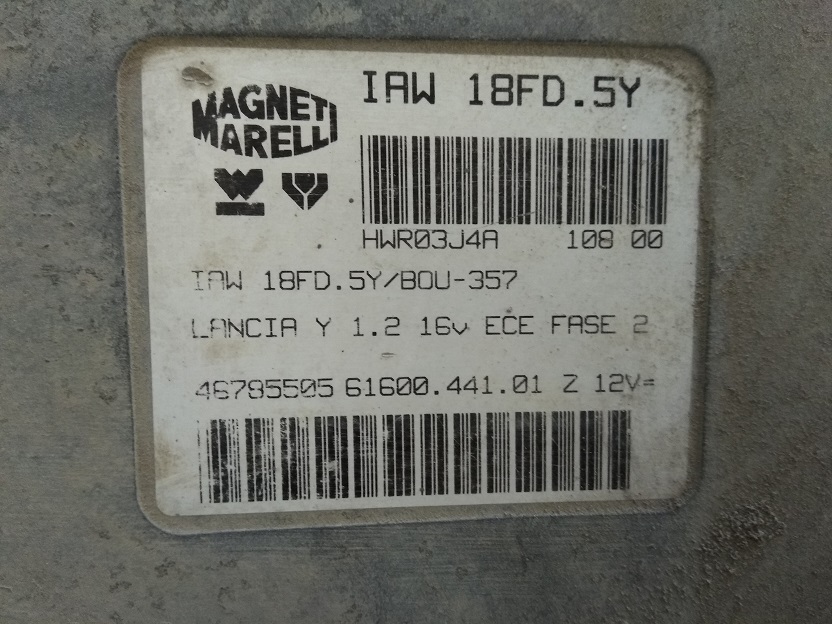 MAGNETI
MARELLI
IAW 18FD.5Y
HWR03J4A 108 00
IAW 18FD.5Y/BOU-357
LANCIA Y 1.2 16v ECE FASE 2
46785505 61600.441.01 Z 12V=